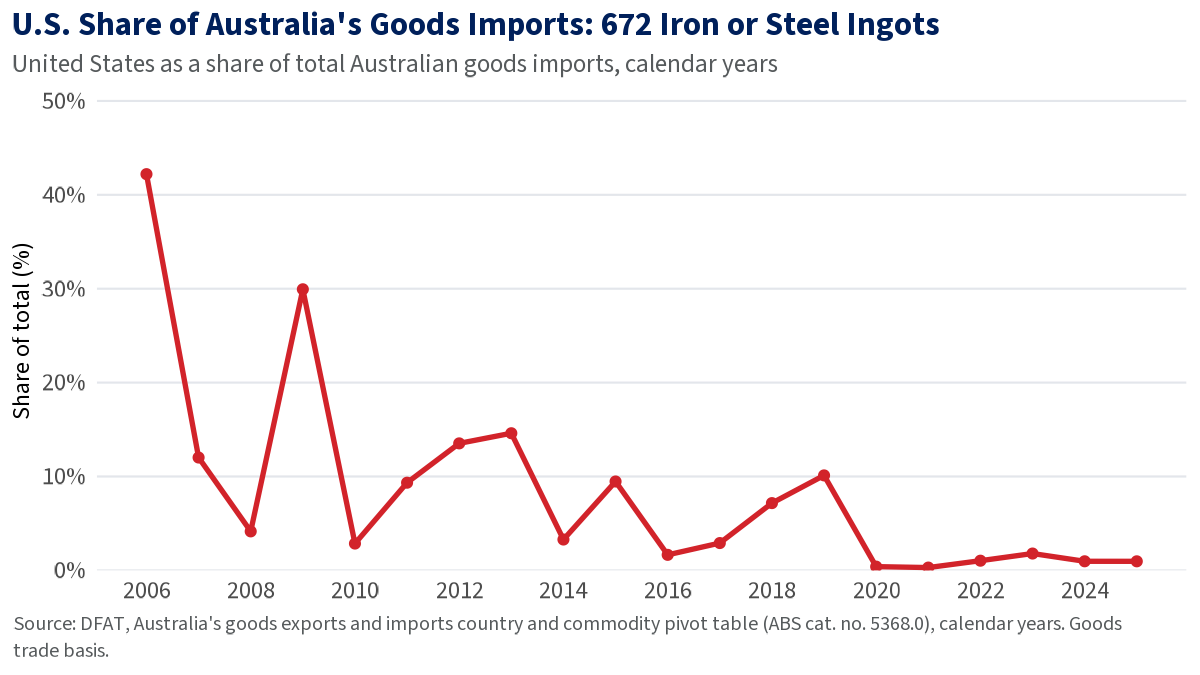 U.S. Share of Australia's Goods Imports: 672 Iron or Steel Ingots
United States as a share of total Australian goods imports, calendar years
50%
40%
30%
20%
10%
0%
Share of total (%)
2006 2008 2010 2012 2014 2016 2018 2020 2022 2024
Source: DFAT, Australia's goods exports and imports country and commodity pivot table (ABS cat. no. 5368.0), calendar years. Goods
trade basis.